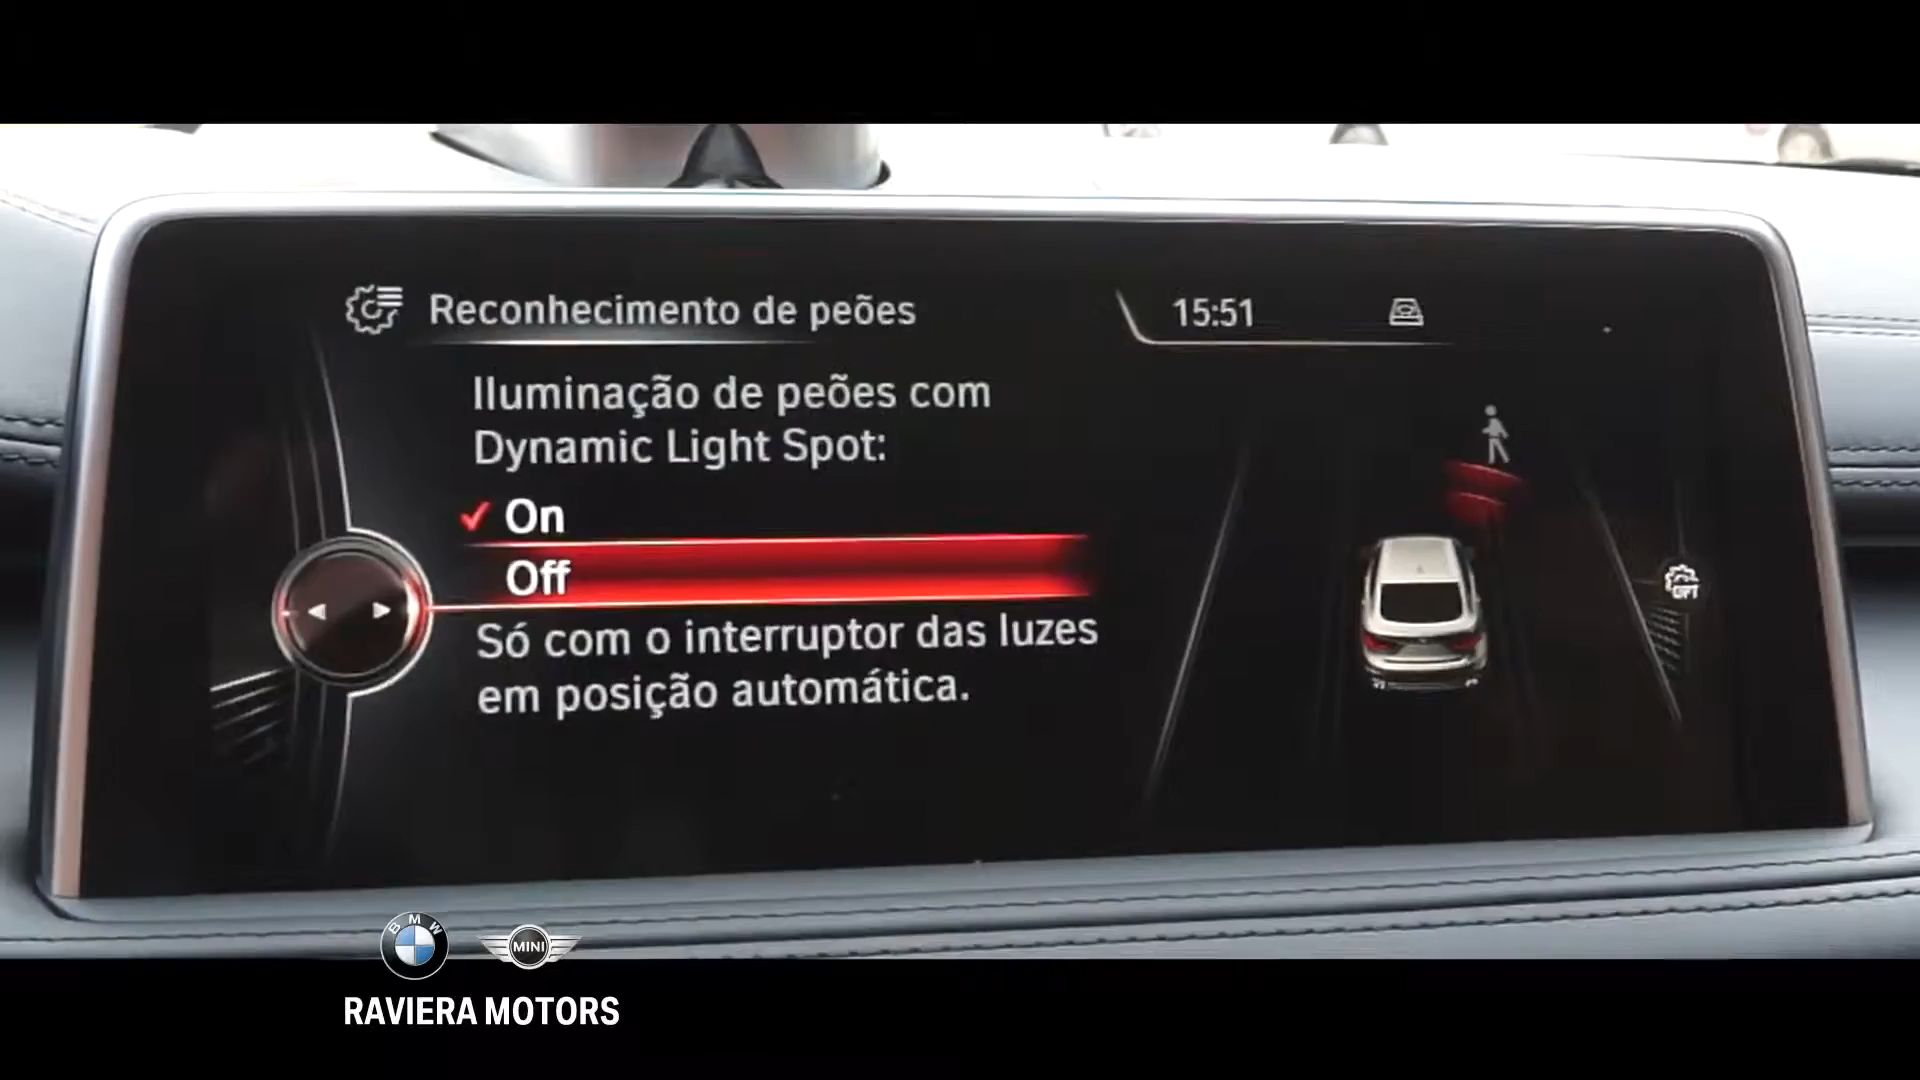 Reconhecimento de peões
15:51
Iluminação de peões com
Dynamic Light Spot:
On
Off
Só com o interruptor das luzes
em posição automática.
OPT
BMW
MINI
RAVIERA MOTORS